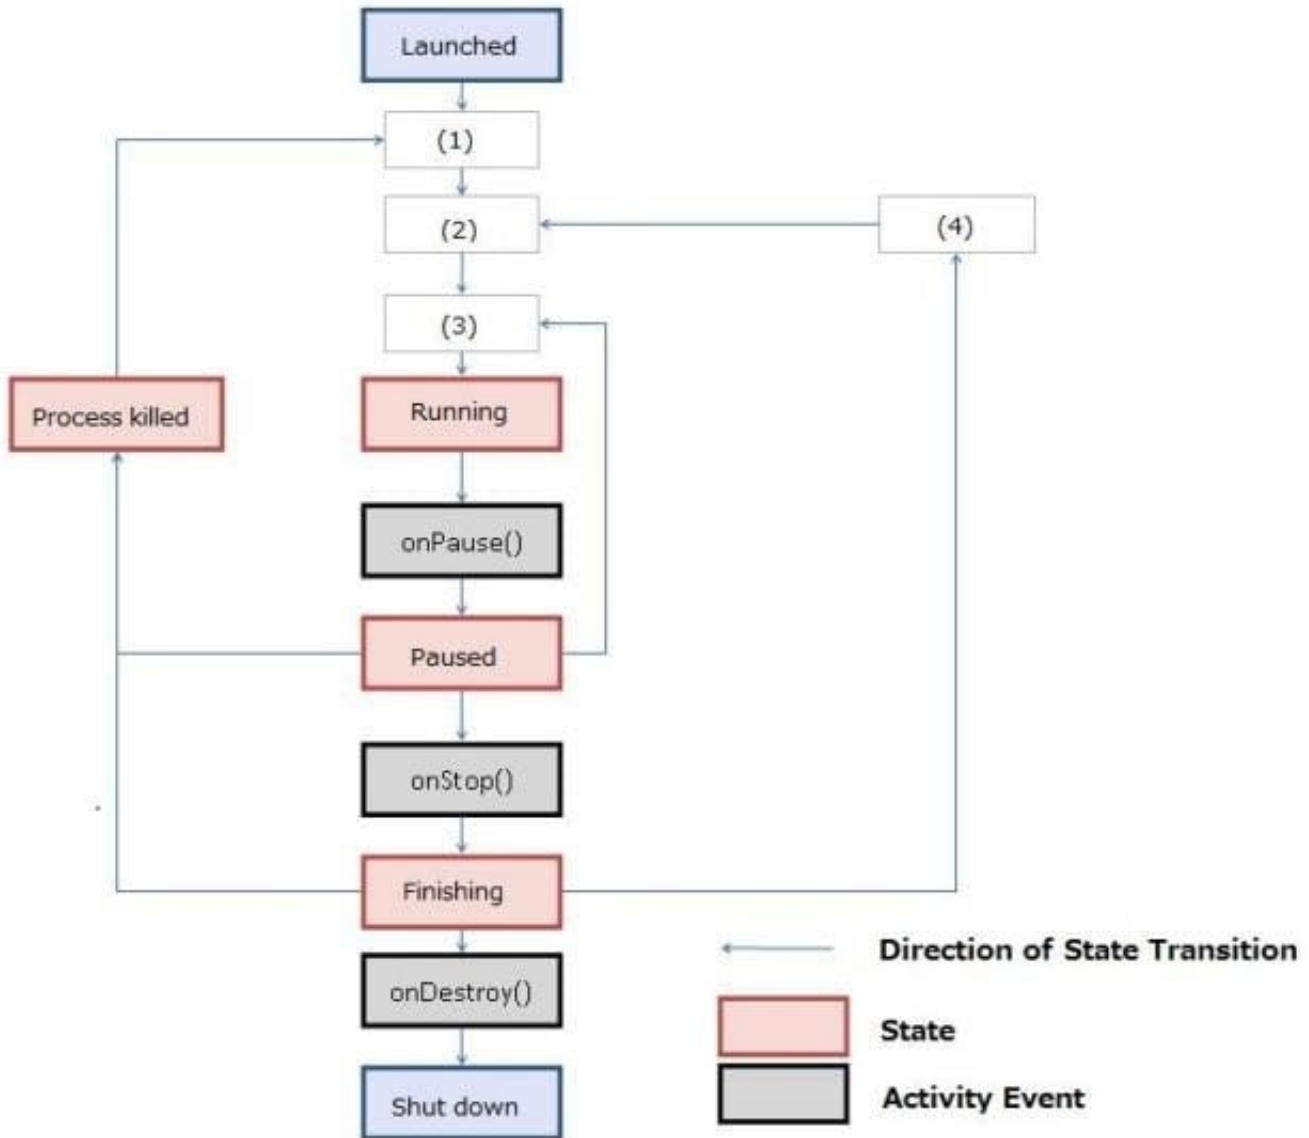 Launched
(1)
(2)
(4)
(3)
Process killed
Running
onPause()
Paused
onStop()
Finishing
onDestroy()
Shut down
Direction of State Transition
State
Activity Event